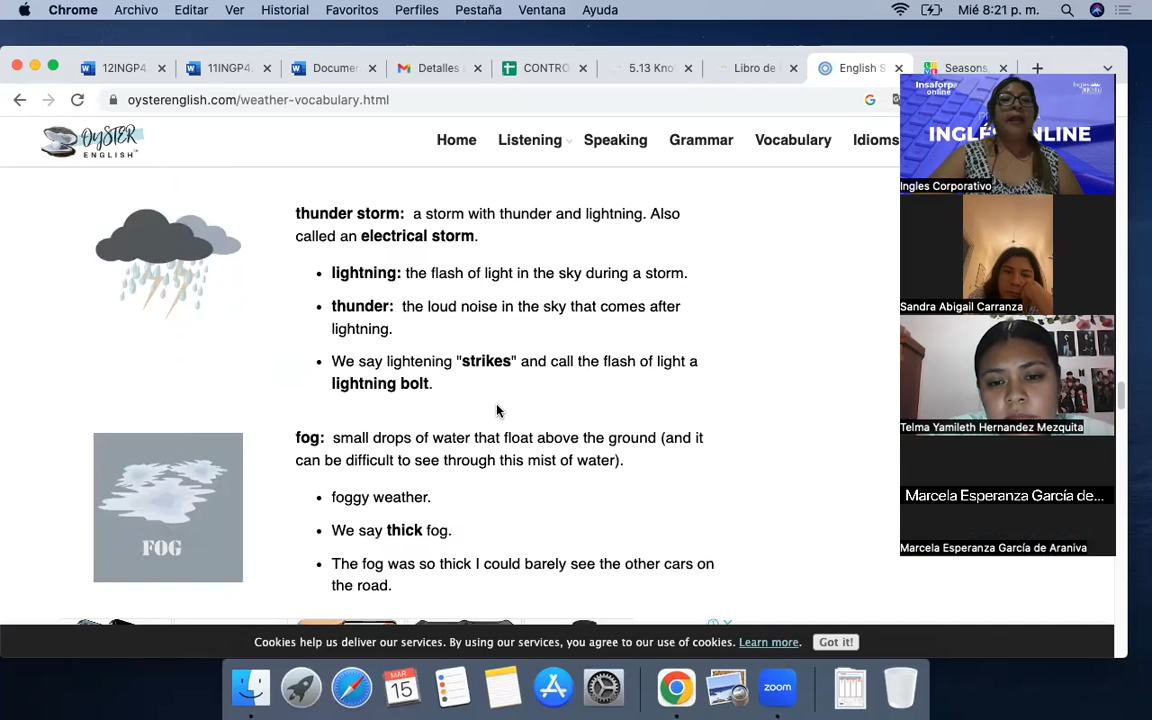 Chrome Archivo Editar Ver Historial Favoritos Perfiles Pestaña Ventana Ayuda Mié 8:21 p. m.
12INGP4 11INGP4. Docume Detalles CONTRO 5.13 Kno Libro de English S Seasons,
oysterenglish.com/weather-vocabulary.html
OYSTER
ENGLISH
Home Listening Speaking Grammar Vocabulary Idioms
Insaforp
online
INGLÉS ONLINE
Ingles Corporativo
thunder storm: a storm with thunder and lightning. Also
called an electrical storm.
• lightning: the flash of light in the sky during a storm.
• thunder: the loud noise in the sky that comes after
lightning.
• We say lightening "strikes" and call the flash of light a
lightning bolt.
Sandra Abigail Carranza
Telma Yamileth Hernandez Mezquita
FOG
fog: small drops of water that float above the ground (and it
can be difficult to see through this mist of water).
• foggy weather.
• We say thick fog.
• The fog was so thick I could barely see the other cars on
the road.
Marcela Esperanza García de...
Marcela Esperanza García de Araniva
Cookies help us deliver our services. By using our services, you agree to our use of cookies. Learn more. Got it!
MAR
15
zoom